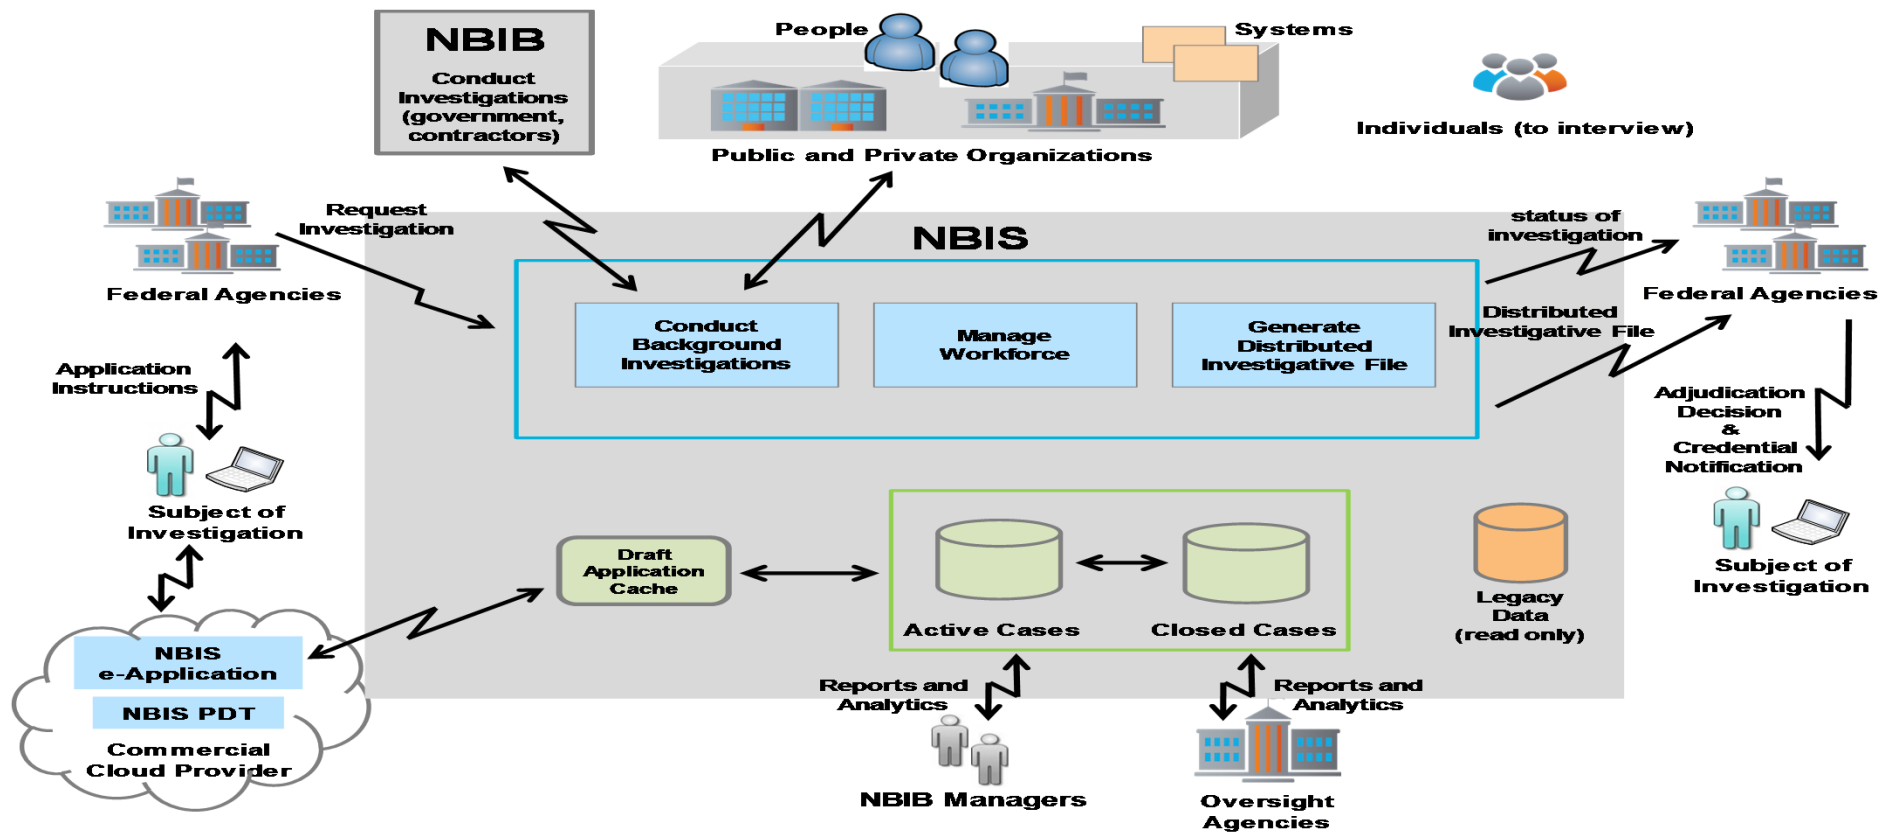 NBIB
Conduct
Investigations
(government,
contractors)
People
Systems
Public and Private Organizations
Individuals (to interview)
Federal Agencies
Request
Investigation
NBIS
Conduct
Background
Investigations
Manage
Workforce
Generate
Distributed
Investigative File
status of
investigation
Distributed
Investigative File
Federal Agencies
Application
Instructions
Subject of
Investigation
Adjudication
Decision
&
Credential
Notification
Subject of
Investigation
Draft
Application
Cache
Active Cases
Closed Cases
Legacy
Data
(read only)
NBIS
e-Application
NBIS PDT
Commercial
Cloud Provider
Reports and
Analytics
NBIB Managers
Reports and
Analytics
Oversight
Agencies